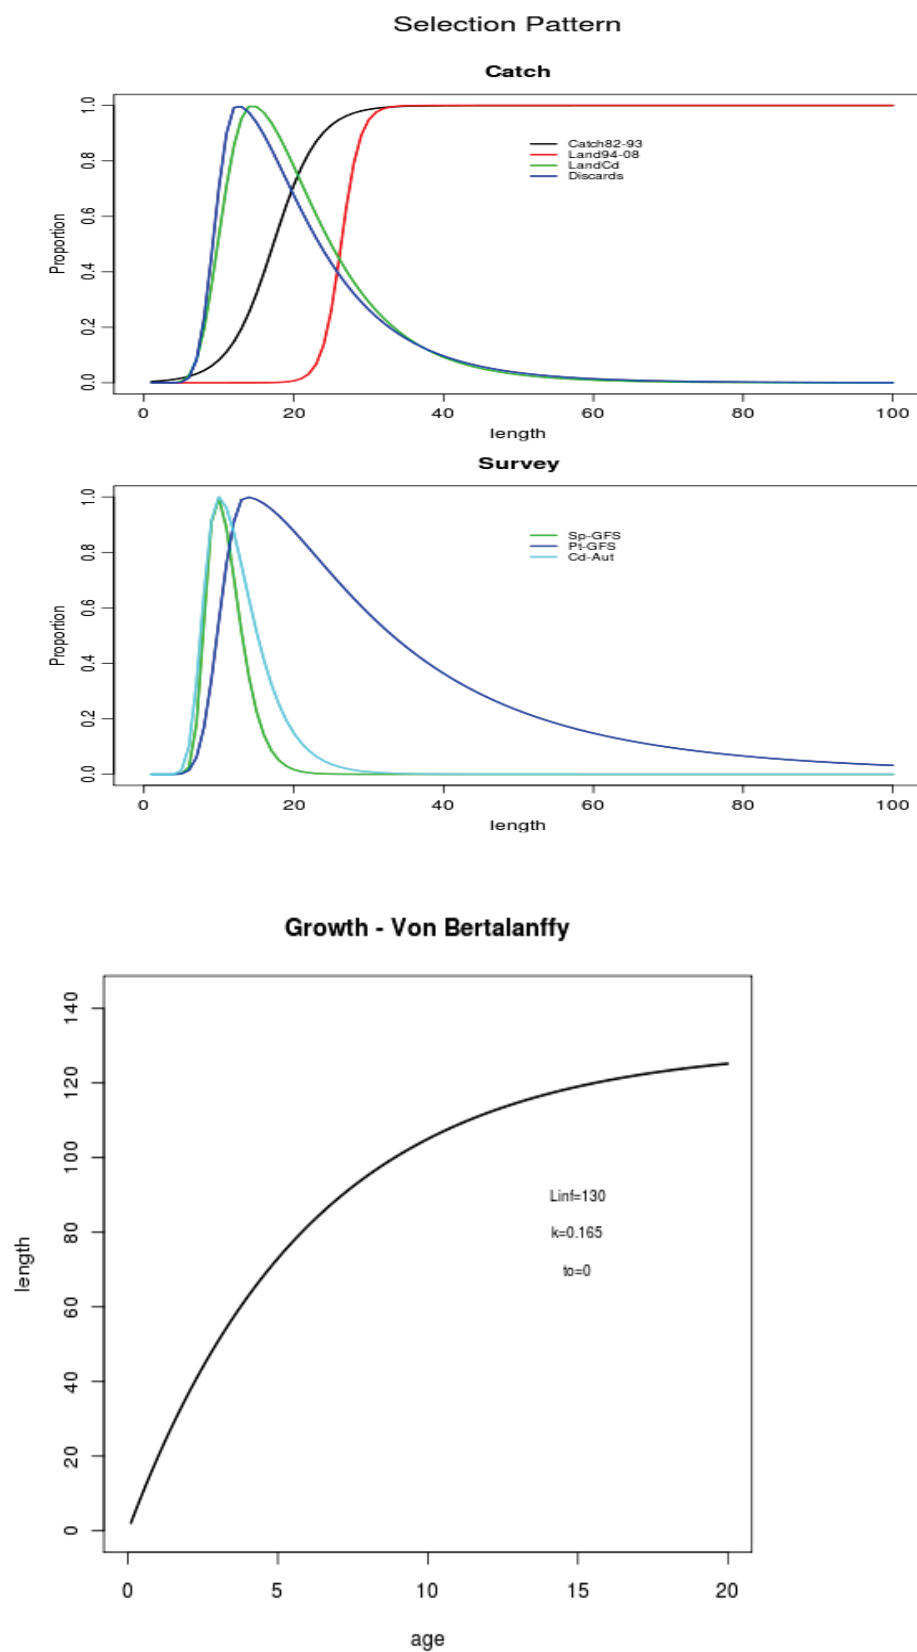 Selection Pattern
Catch
1.0
0.8
0.6
0.4
0.2
0.0
Proportion
Catch82-93
Land94-08
LandCd
Discards
0 20 40 60 80 100
length
Survey
1.0
0.8
0.6
0.4
0.2
0.0
Proportion
Sp-GFS
Pt-GFS
Cd-Aut
0 20 40 60 80 100
length
Growth - Von Bertalanffy
140
120
100
80
60
40
20
0
length
Linf=130
k=0.165
to=0
0 5 10 15 20
age